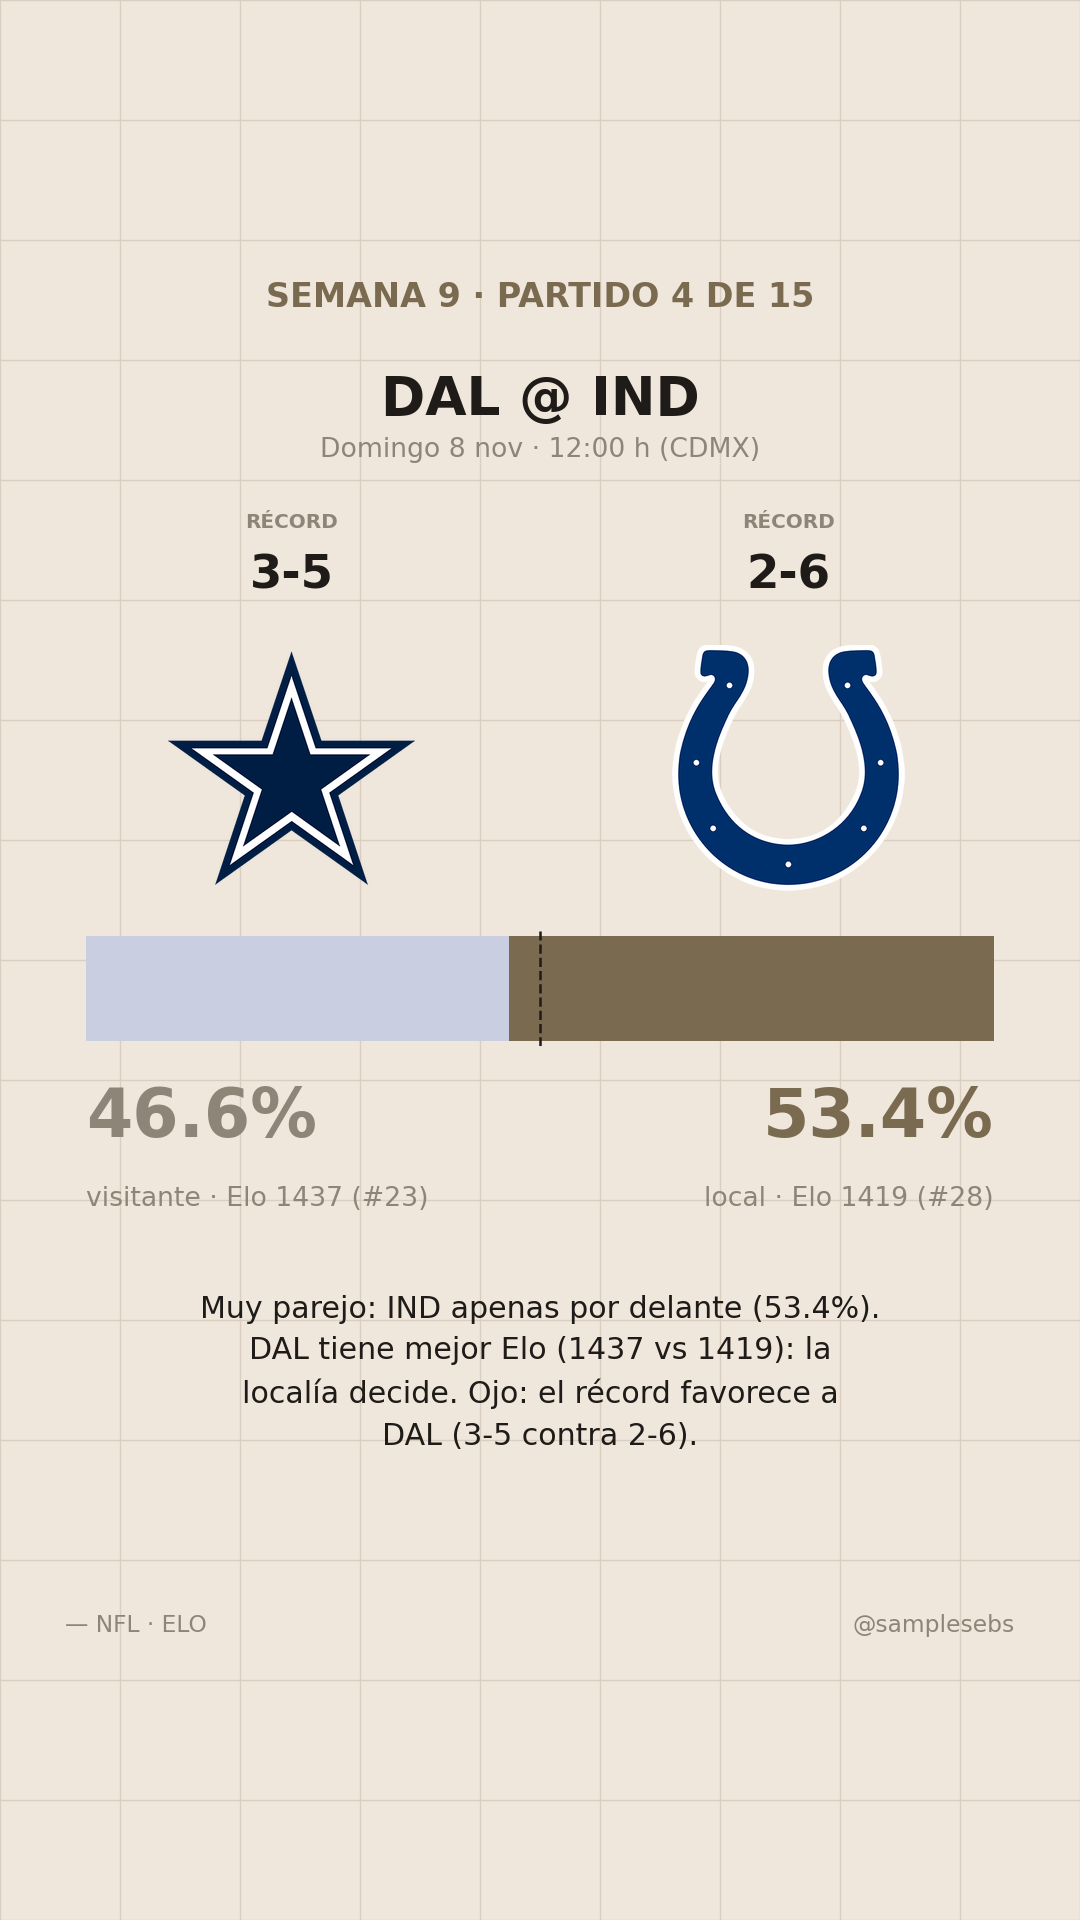 SEMANA 9 · PARTIDO 4 DE 15
DAL @ IND
Domingo 8 nov · 12:00 h (CDMX)
RÉCORD
3-5
RÉCORD
2-6
46.6%
53.4%
visitante · Elo 1437 (#23)
local · Elo 1419 (#28)
Muy parejo: IND apenas por delante (53.4%).
DAL tiene mejor Elo (1437 vs 1419): la
localía decide. Ojo: el récord favorece a
DAL (3-5 contra 2-6).
— NFL · ELO
@samplesebs